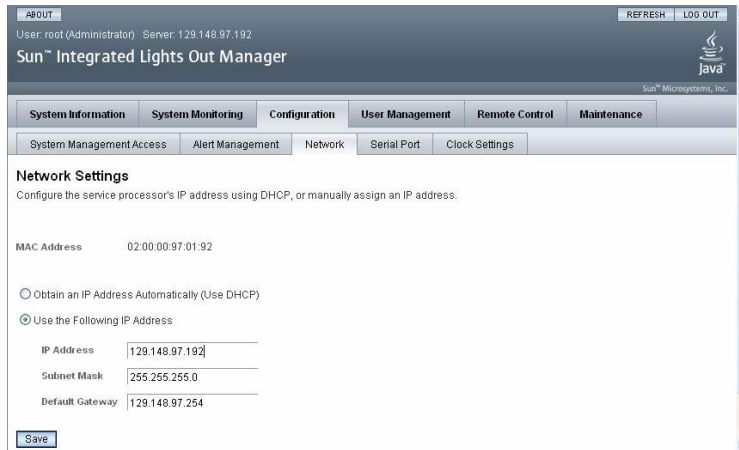 ABOUT REFRESH LOG OUT
User: root (Administrator) Server: 129.148.97.192
Sun™ Integrated Lights Out Manager
Java™
Sun™ Microsystems, Inc.
System Information System Monitoring Configuration User Management Remote Control Maintenance
System Management Access Alert Management Network Serial Port Clock Settings
Network Settings
Configure the service processor's IP address using DHCP, or manually assign an IP address.
MAC Address 02:00:00:97:01:92
Obtain an IP Address Automatically (Use DHCP)
Use the Following IP Address
IP Address 129.148.97.192
Subnet Mask 255.255.255.0
Default Gateway 129.148.97.254
Save